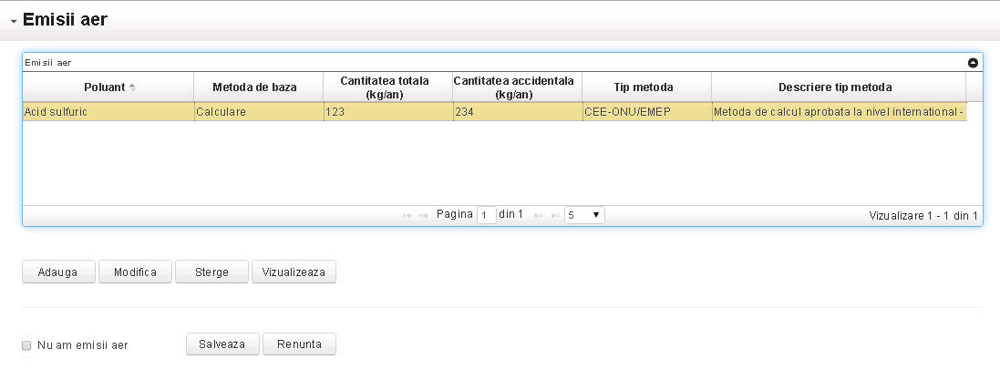 Emisii aer
Emisii aer
Poluant Metoda de baza Cantitatea totala (kg/an) Cantitatea accidentala (kg/an) Tip metoda Descriere tip metoda
Acid sulfuric Calculare 123 234 CEE-ONU/EMEP Metoda de calcul aprobata la nivel international -
Pagina 1 din 1 5 Vizualizare 1 - 1 din 1
Adauga Modifica Sterge Vizualizeaza
Nu am emisii aer Salveaza Renunta